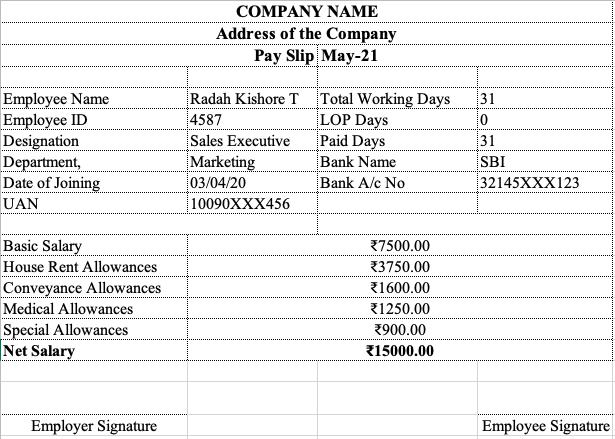 COMPANY NAME
Address of the Company
Pay Slip May-21
Employee Name Radah Kishore T Total Working Days 31
Employee ID 4587 LOP Days 0
Designation Sales Executive Paid Days 31
Department, Marketing Bank Name SBI
Date of Joining 03/04/20 Bank A/c No 32145XXX123
UAN 10090XXX456
Basic Salary ₹7500.00
House Rent Allowances ₹3750.00
Conveyance Allowances ₹1600.00
Medical Allowances ₹1250.00
Special Allowances ₹900.00
Net Salary ₹15000.00
Employer Signature Employee Signature